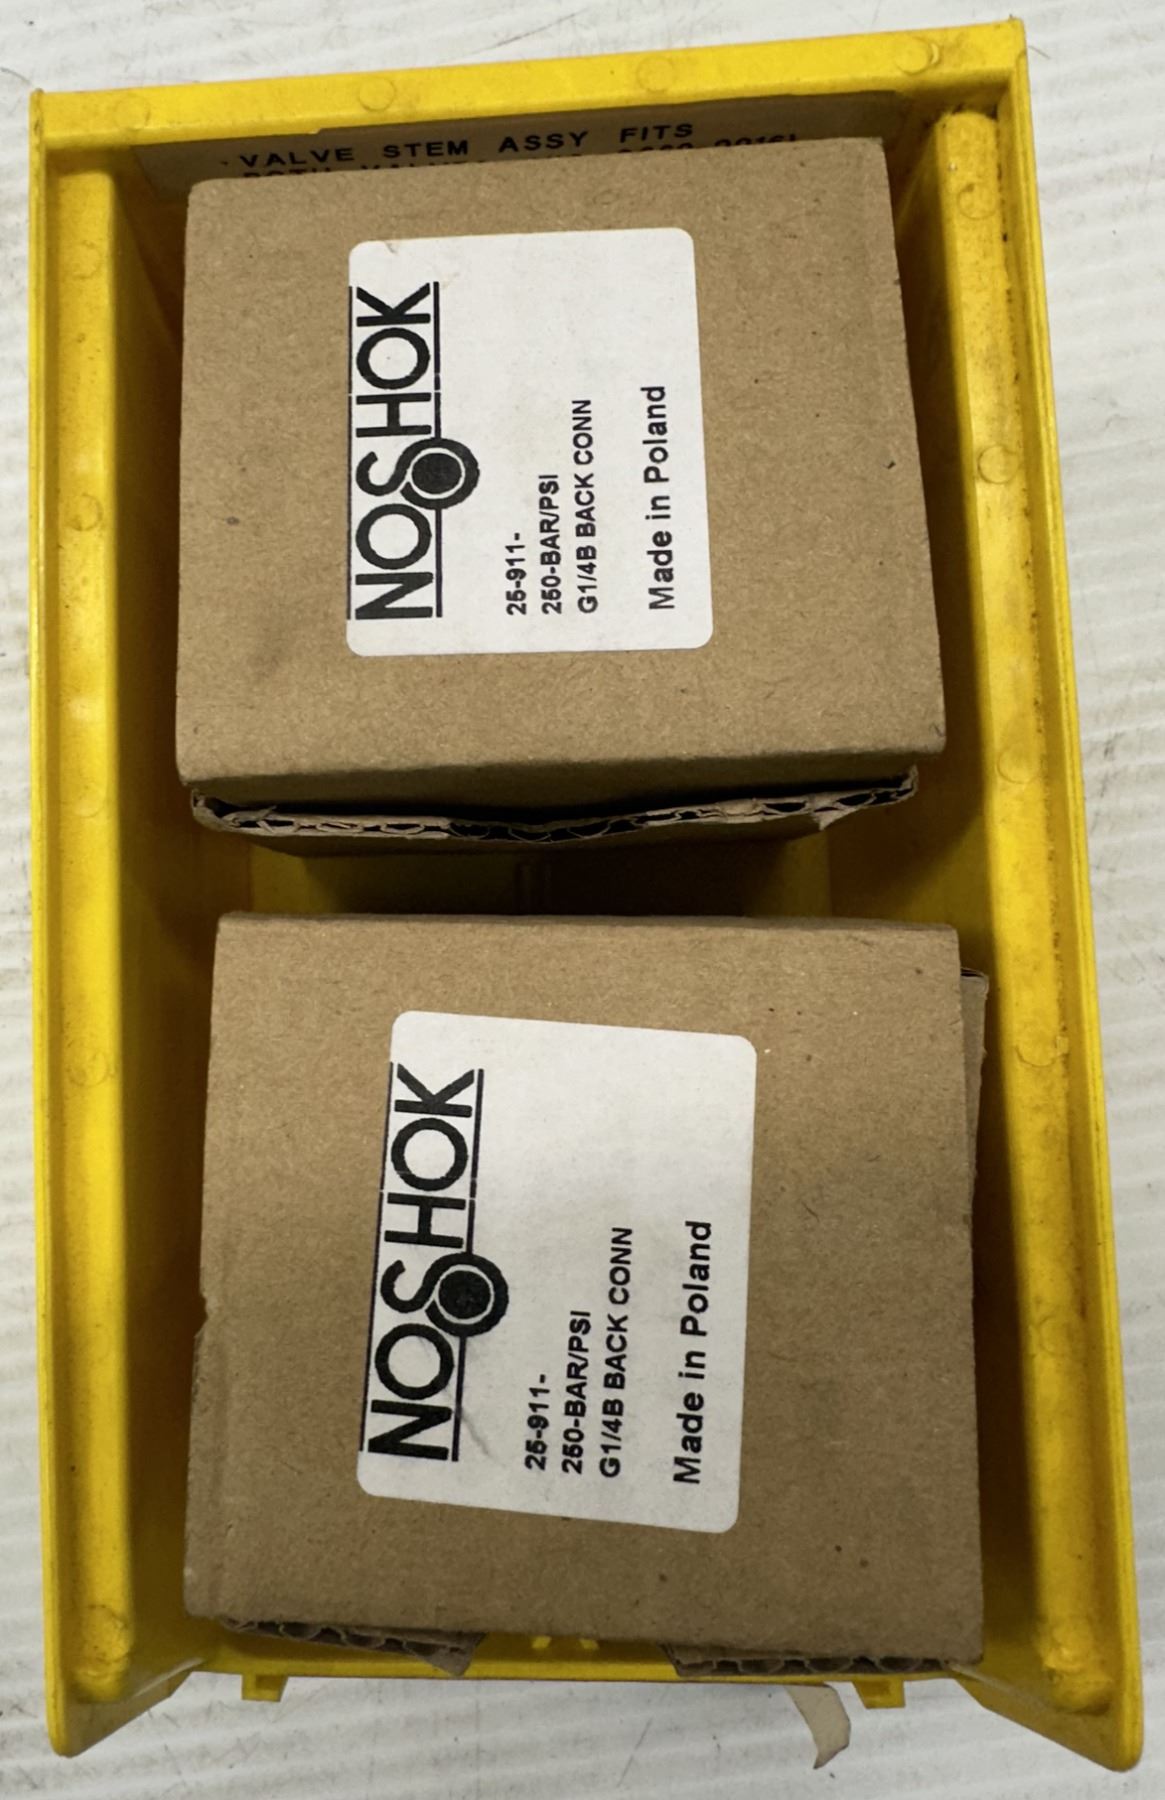 VALVE STEM ASSY FITS
NOSHOK
25-911-
250-BAR/PSI
G1/4B BACK CONN
Made in Poland
NOSHOK
25-911-
250-BAR/PSI
G1/4B BACK CONN
Made in Poland